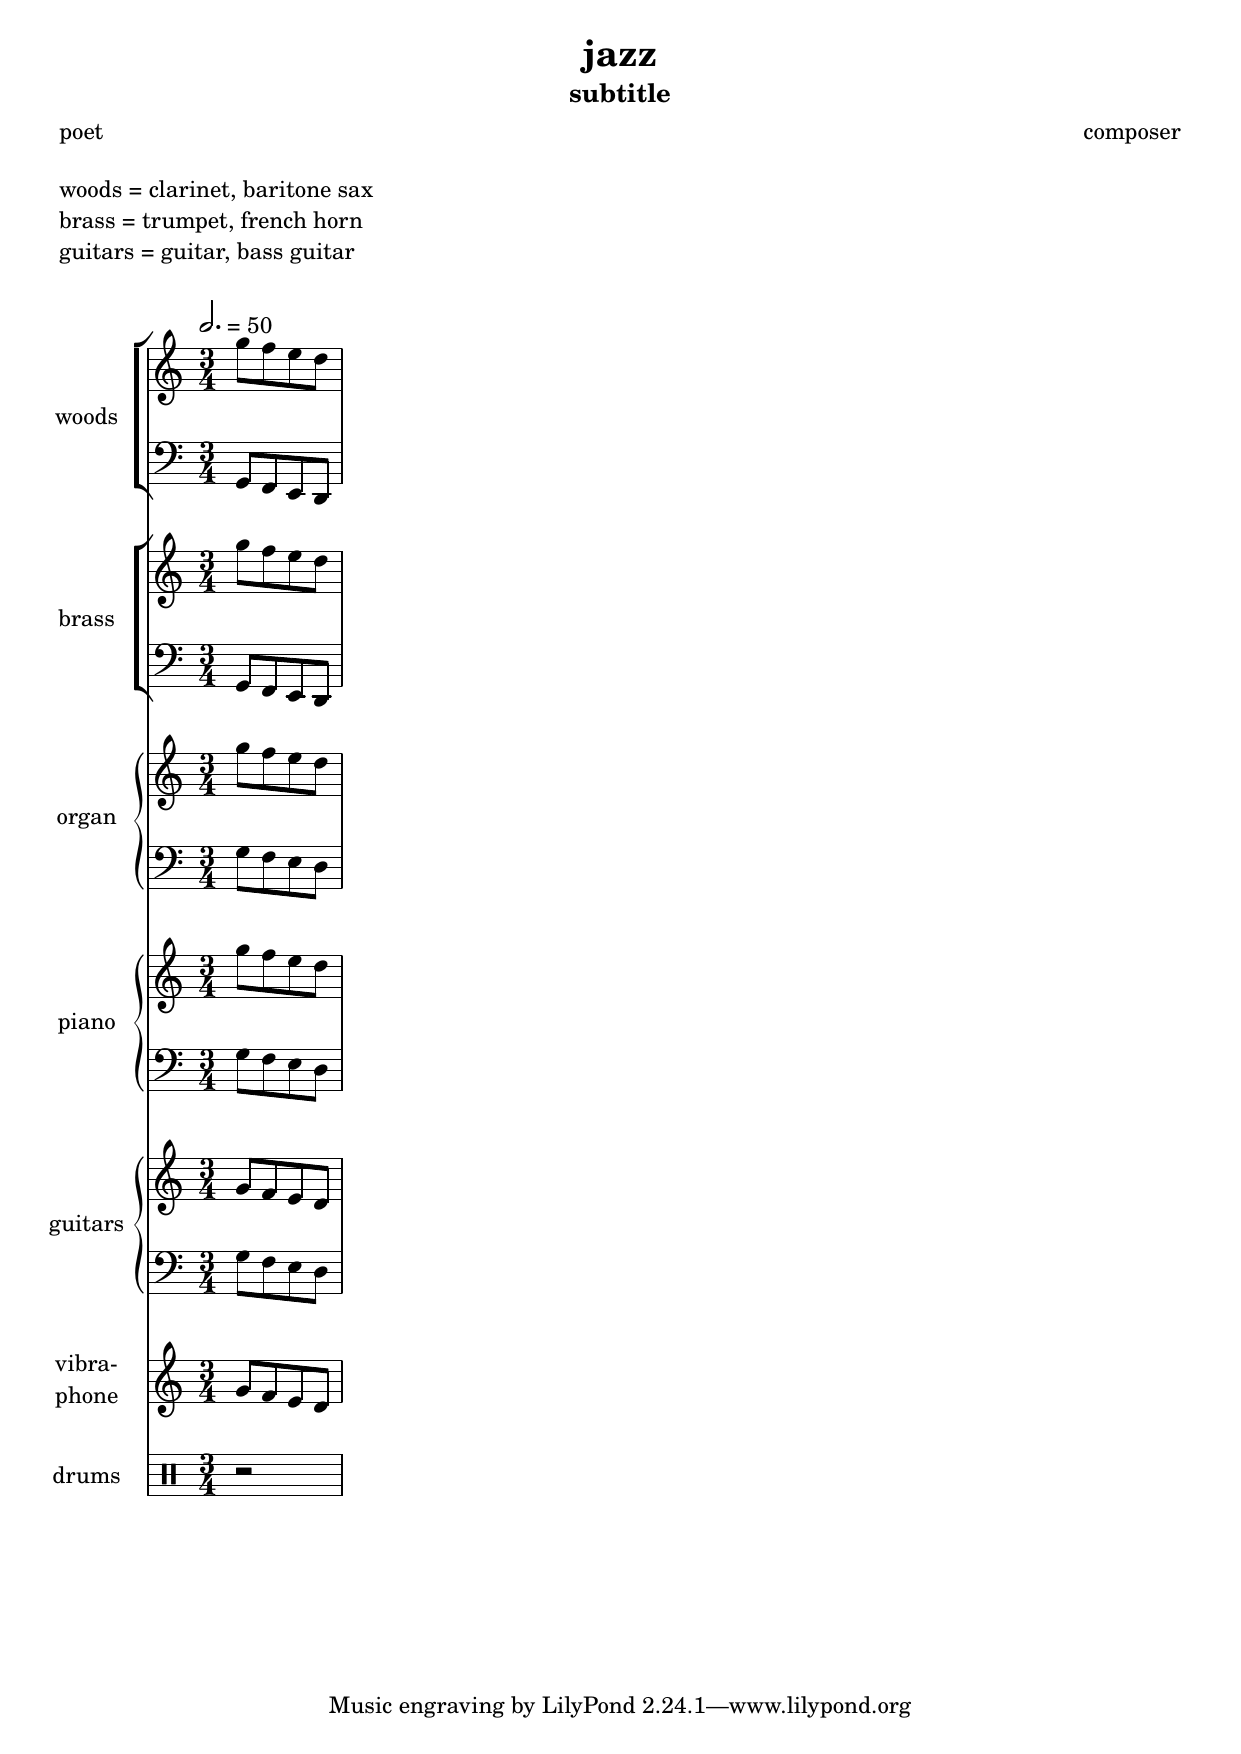 jazz
subtitle
poet composer
woods = clarinet, baritone sax
brass = trumpet, french horn
guitars = guitar, bass guitar
= 50
woods
brass
organ
piano
guitars
vibra-
phone
drums
Music engraving by LilyPond 2.24.1—www.lilypond.org